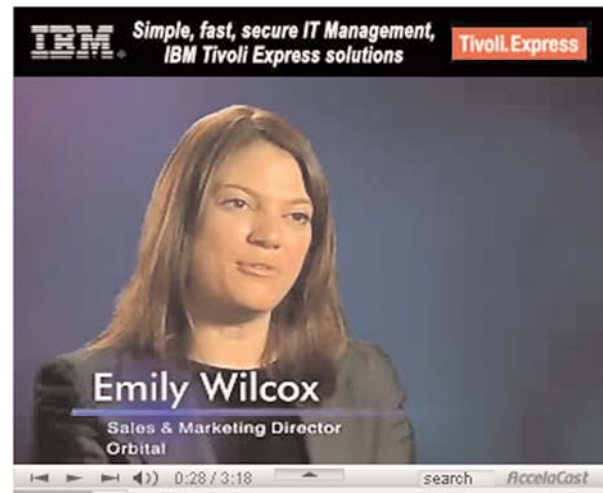 IBM®
Simple, fast, secure IT Management,
IBM Tivoli Express solutions
Tivoli. Express
Emily Wilcox
Sales & Marketing Director
Orbital
0:28 / 3:18
search
AccelaCast